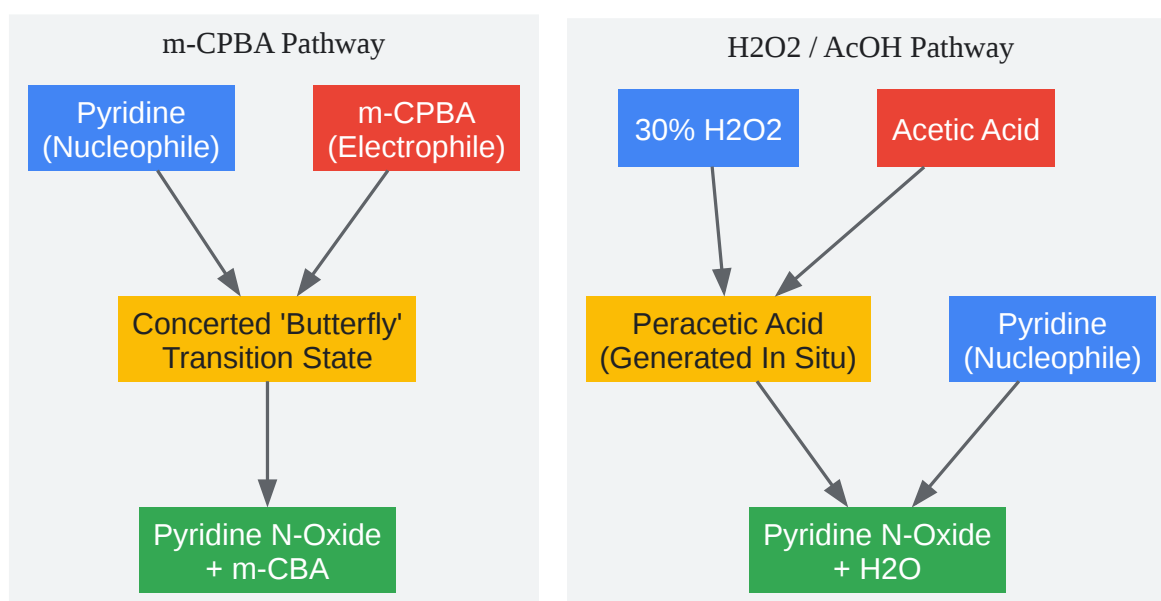 m-CPBA Pathway
Pyridine
(Nucleophile)
m-CPBA
(Electrophile)
Concerted 'Butterfly'
Transition State
Pyridine N-Oxide
+ m-CBA
H2O2 / AcOH Pathway
30% H2O2
Acetic Acid
Peracetic Acid
(Generated In Situ)
Pyridine
(Nucleophile)
Pyridine N-Oxide
+ H2O